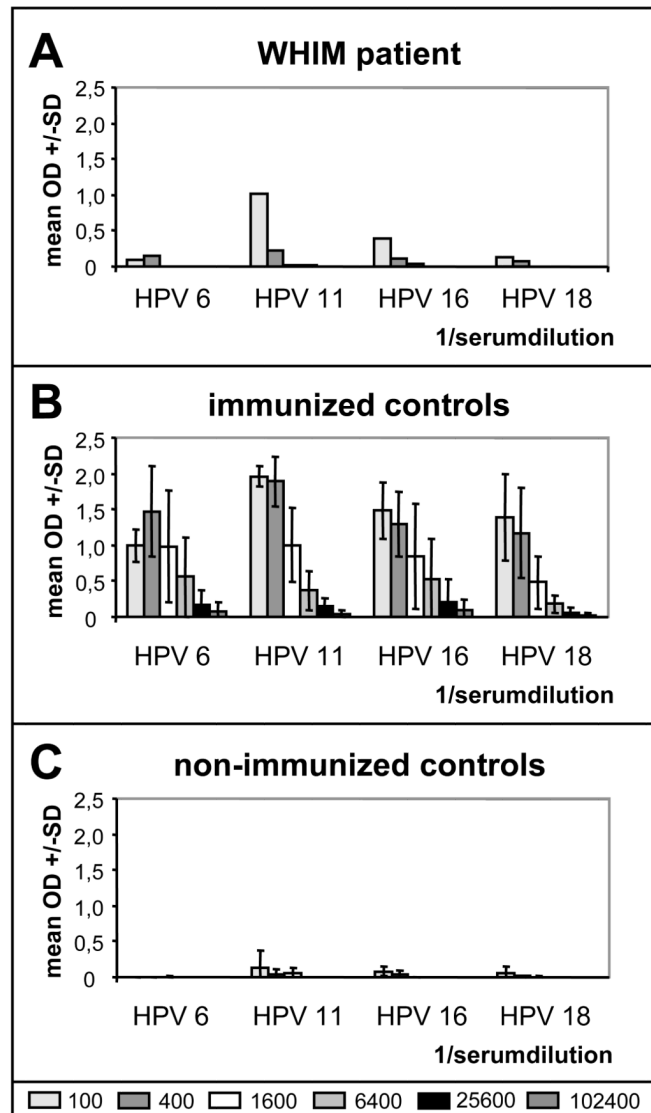 A WHIM patient
mean OD +/-SD
2,5
2,0
1,5
1,0
0,5
0
HPV 6 HPV 11 HPV 16 HPV 18
1/serumdilution
B immunized controls
mean OD +/-SD
2,5
2,0
1,5
1,0
0,5
0
HPV 6 HPV 11 HPV 16 HPV 18
1/serumdilution
C non-immunized controls
mean OD +/-SD
2,5
2,0
1,5
1,0
0,5
0
HPV 6 HPV 11 HPV 16 HPV 18
1/serumdilution
100 400 1600 6400 25600 102400